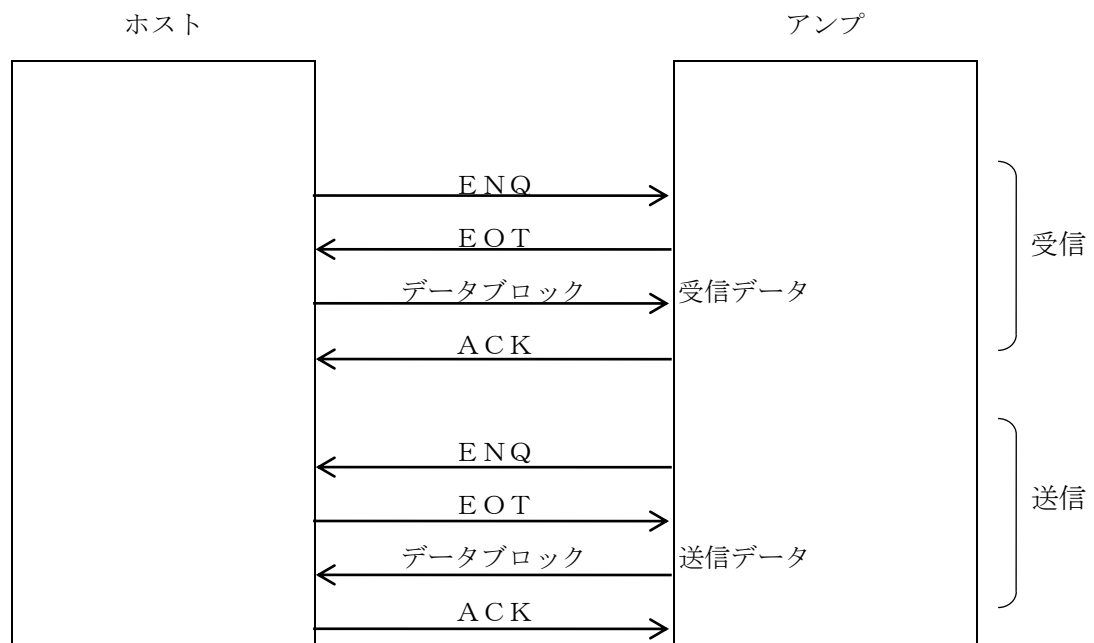 ホスト
アンプ
ＥＮＱ
ＥＯＴ
受信
データブロック
受信データ
ＡＣＫ
ＥＮＱ
ＥＯＴ
送信
データブロック
送信データ
ＡＣＫ